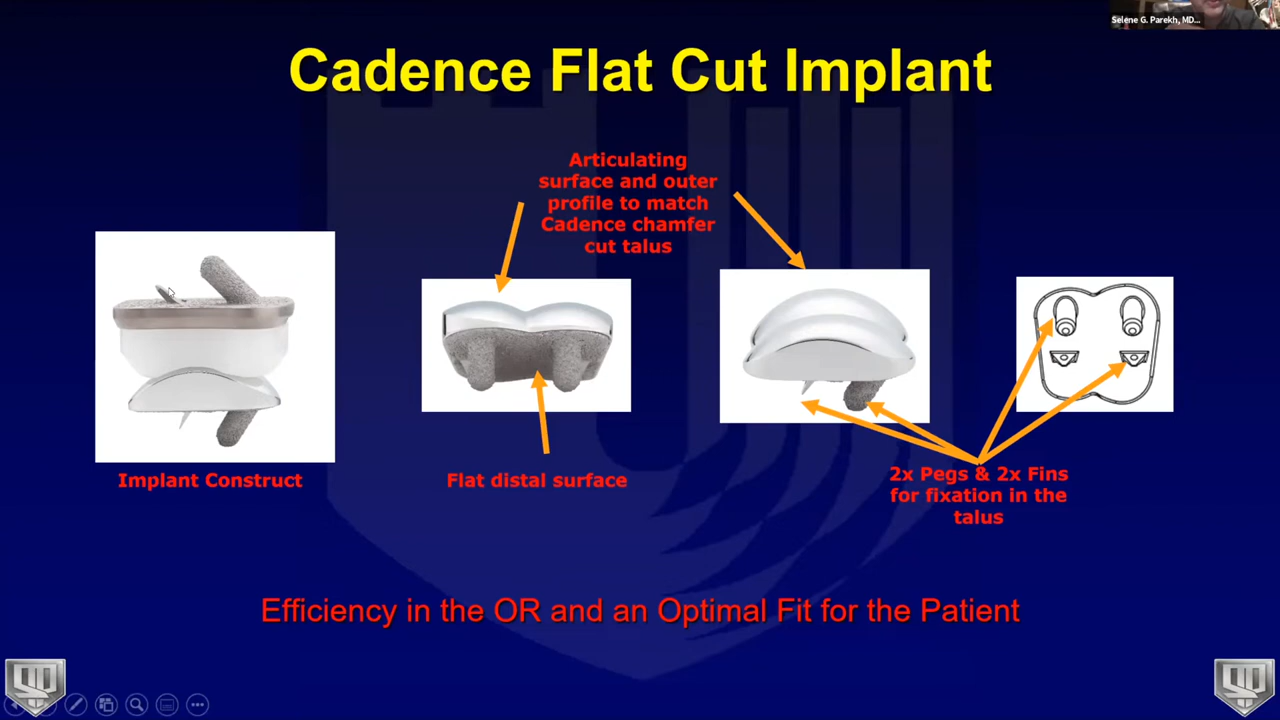 Selene G. Parekh, MD...
Cadence Flat Cut Implant
Articulating
surface and outer
profile to match
Cadence chamfer
cut talus
Implant Construct
Flat distal surface
2x Pegs & 2x Fins
for fixation in the
talus
Efficiency in the OR and an Optimal Fit for the Patient